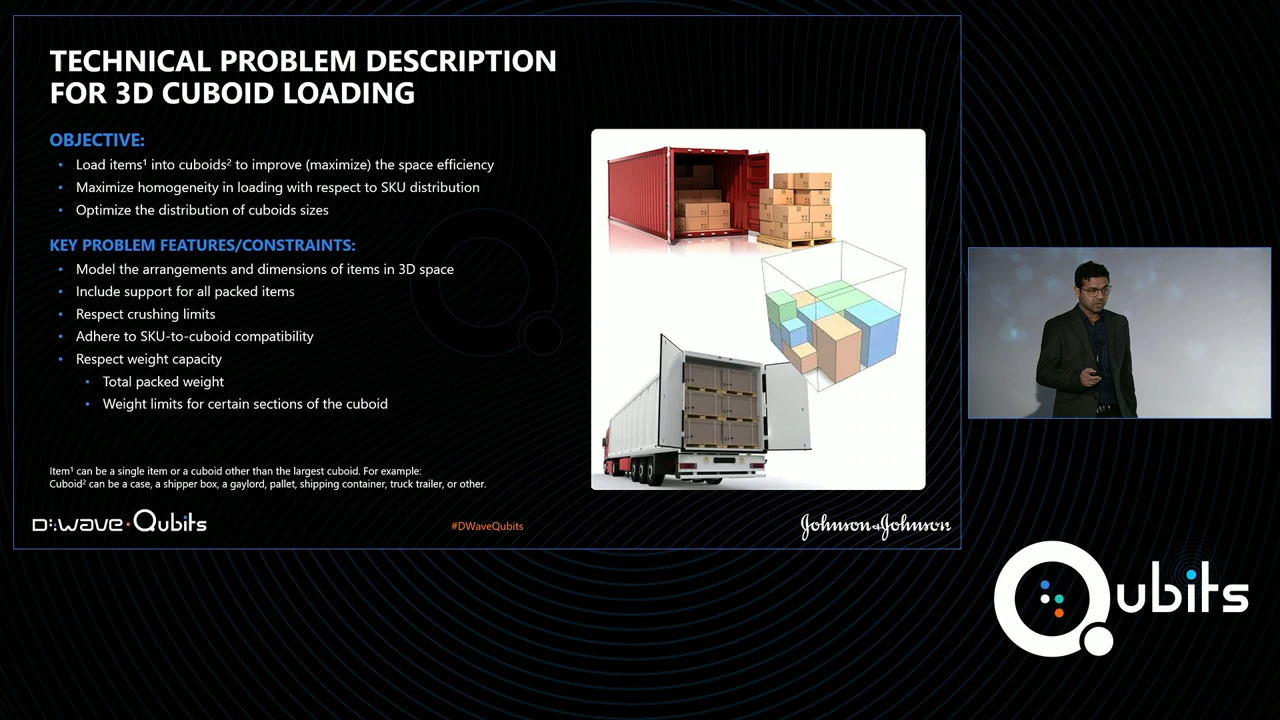 TECHNICAL PROBLEM DESCRIPTION
FOR 3D CUBOID LOADING
OBJECTIVE:
• Load items¹ into cuboids² to improve (maximize) the space efficiency
• Maximize homogeneity in loading with respect to SKU distribution
• Optimize the distribution of cuboids sizes
KEY PROBLEM FEATURES/CONSTRAINTS:
• Model the arrangements and dimensions of items in 3D space
• Include support for all packed items
• Respect crushing limits
• Adhere to SKU-to-cuboid compatibility
• Respect weight capacity
• Total packed weight
• Weight limits for certain sections of the cuboid
Item¹ can be a single item or a cuboid other than the largest cuboid. For example:
Cuboid² can be a case, a shipper box, a gaylord, pallet, shipping container, truck trailer, or other.
D:wave • Qubits
#DWaveQubits
Johnson & Johnson
Qubits